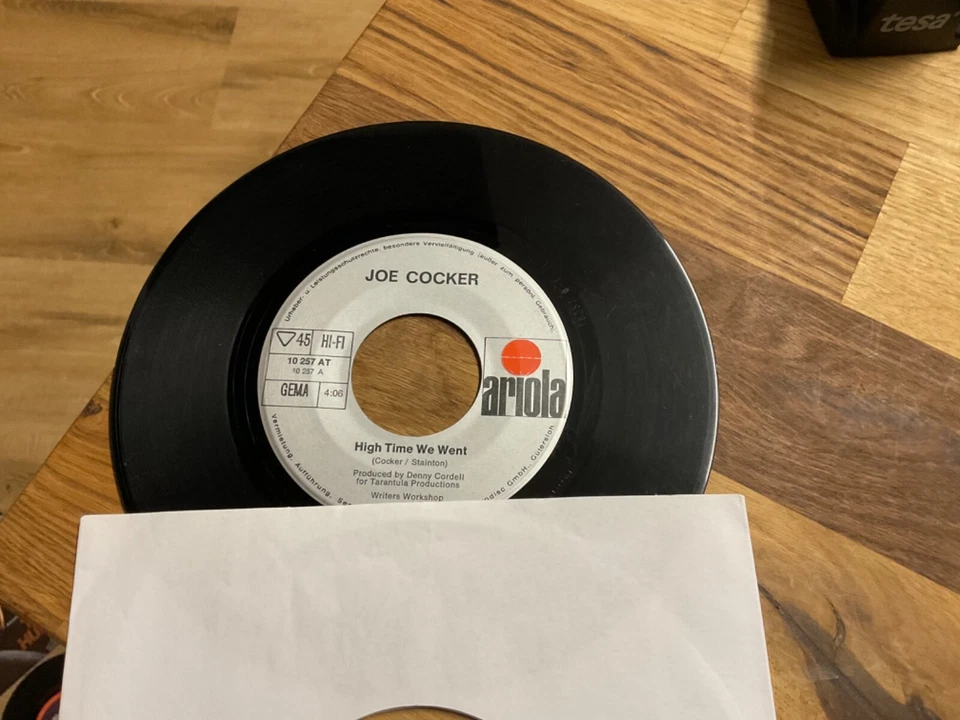 tesa
Urheber- u. Leistungsschutzrechte, besondere Vervielfältigung (außer zum persönl. Gebrauch),
JOE COCKER
45 HI-FI
10 257 AT
10 257 A
GEMA 4:06
ariola
High Time We Went
(Cocker / Stainton)
Produced by Denny Cordell
for Tarantula Productions
Writers Workshop
Vermietung, Aufführung,
GmbH. Gütersloh